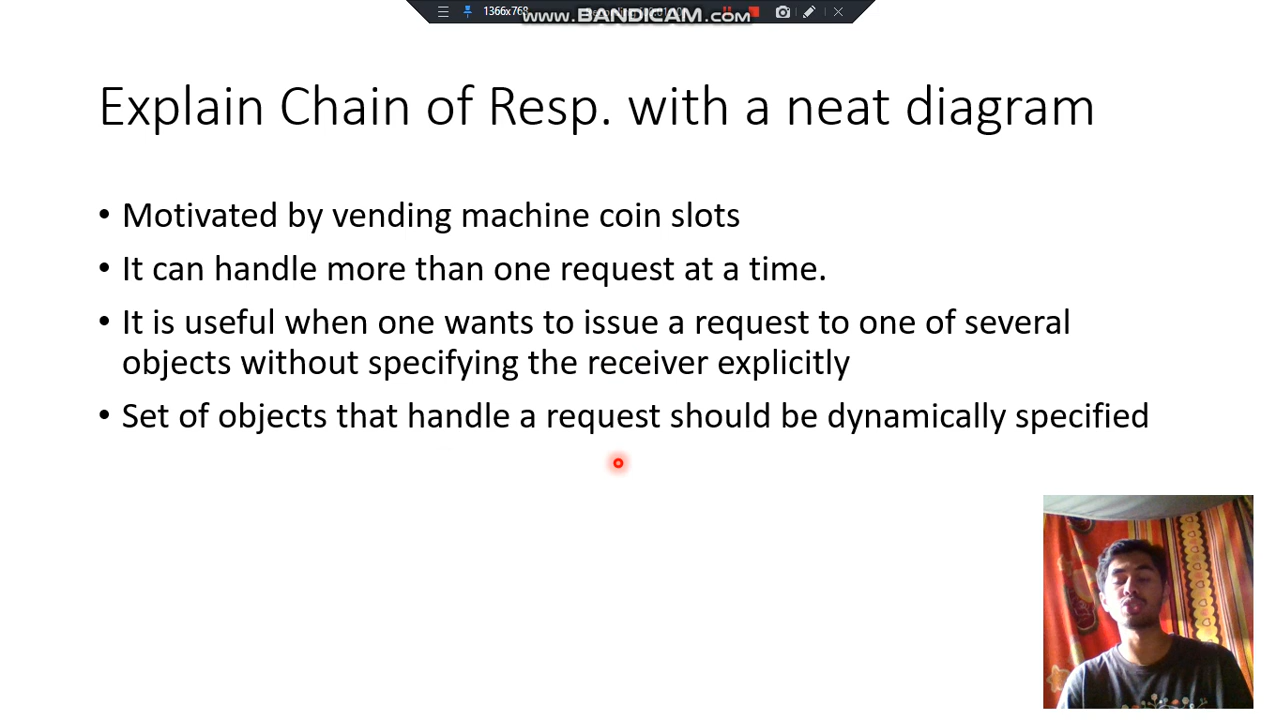 1366x768
www.BANDICAM.com
Explain Chain of Resp. with a neat diagram
• Motivated by vending machine coin slots
• It can handle more than one request at a time.
• It is useful when one wants to issue a request to one of several
objects without specifying the receiver explicitly
• Set of objects that handle a request should be dynamically specified